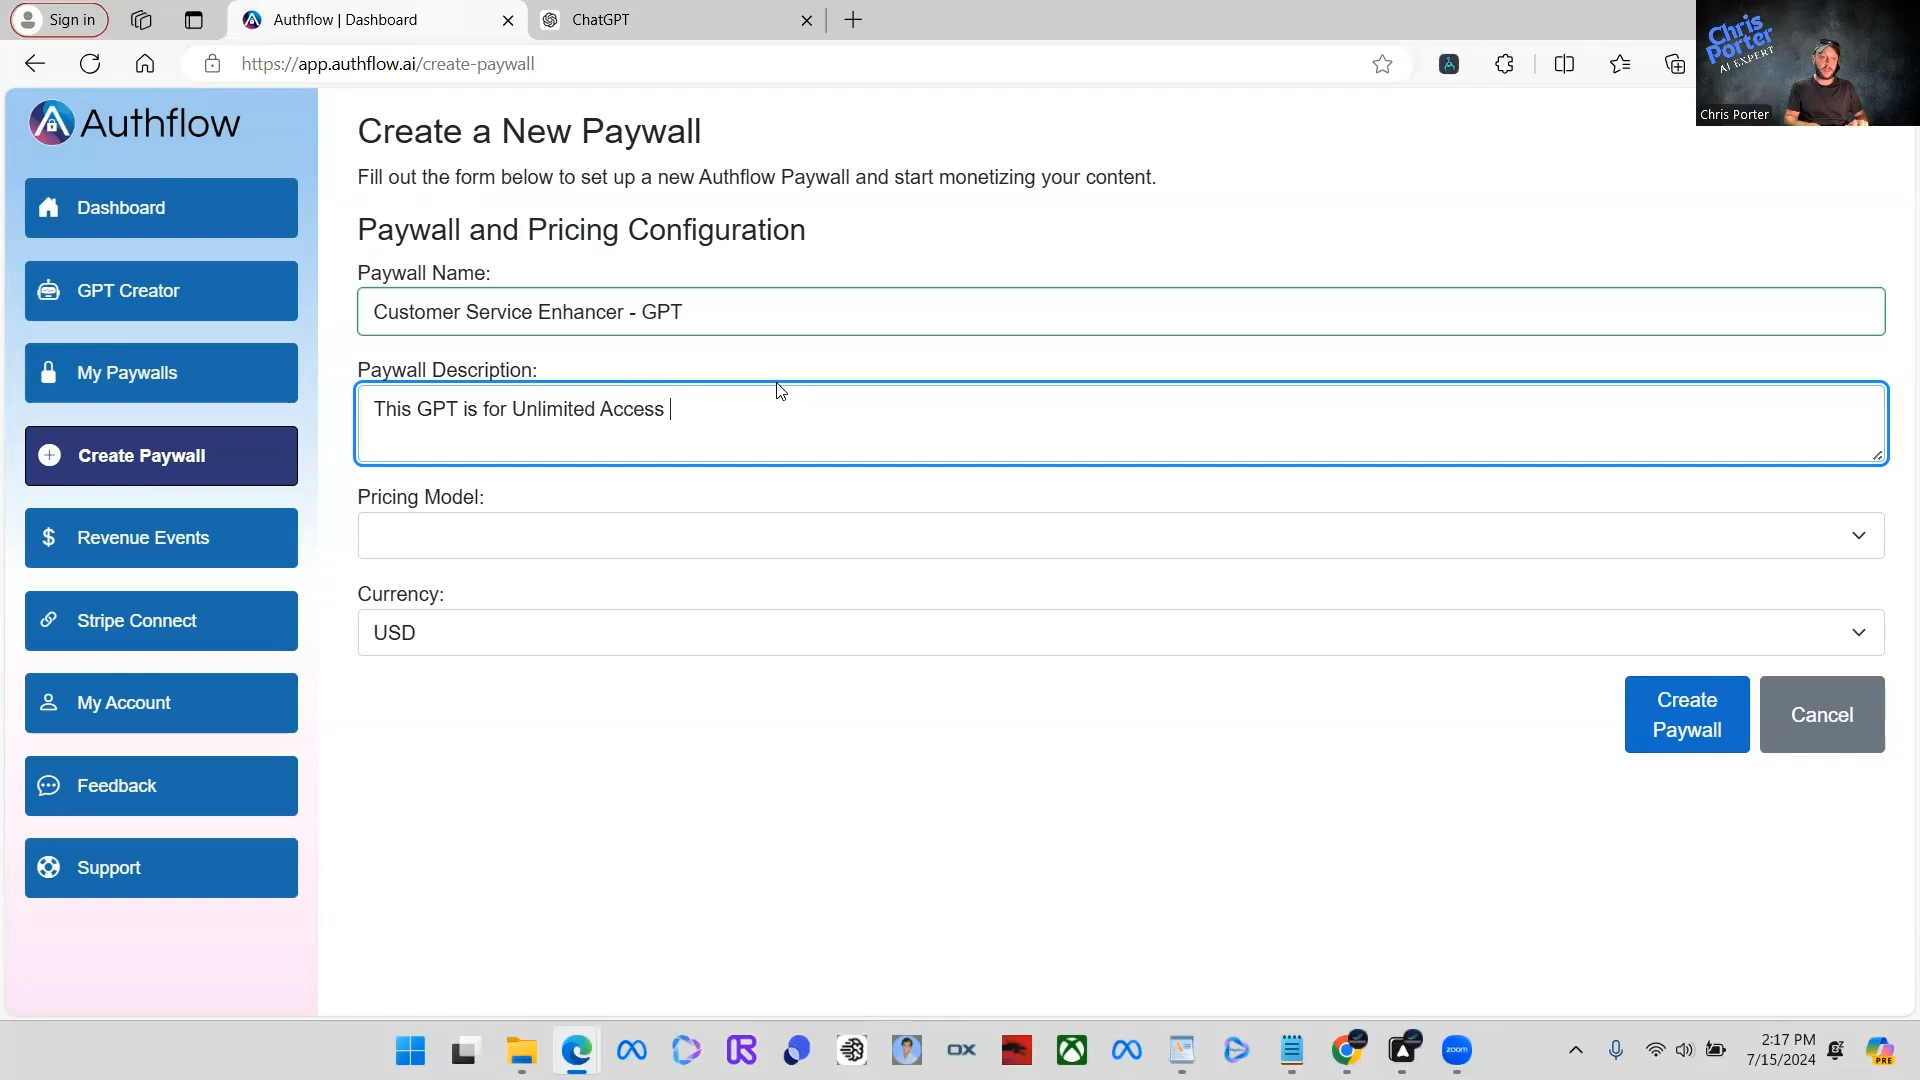 Sign in
Authflow | Dashboard
ChatGPT
https://app.authflow.ai/create-paywall
Chris
Porter
AI EXPERT
Chris Porter
Authflow
Dashboard
GPT Creator
My Paywalls
Create Paywall
Revenue Events
Stripe Connect
My Account
Feedback
Support
Create a New Paywall
Fill out the form below to set up a new Authflow Paywall and start monetizing your content.
Paywall and Pricing Configuration
Paywall Name:
Customer Service Enhancer - GPT
Paywall Description:
This GPT is for Unlimited Access
Pricing Model:
Currency:
USD
Create
Paywall
Cancel
OX
zoom
2:17 PM
7/15/2024
PRE